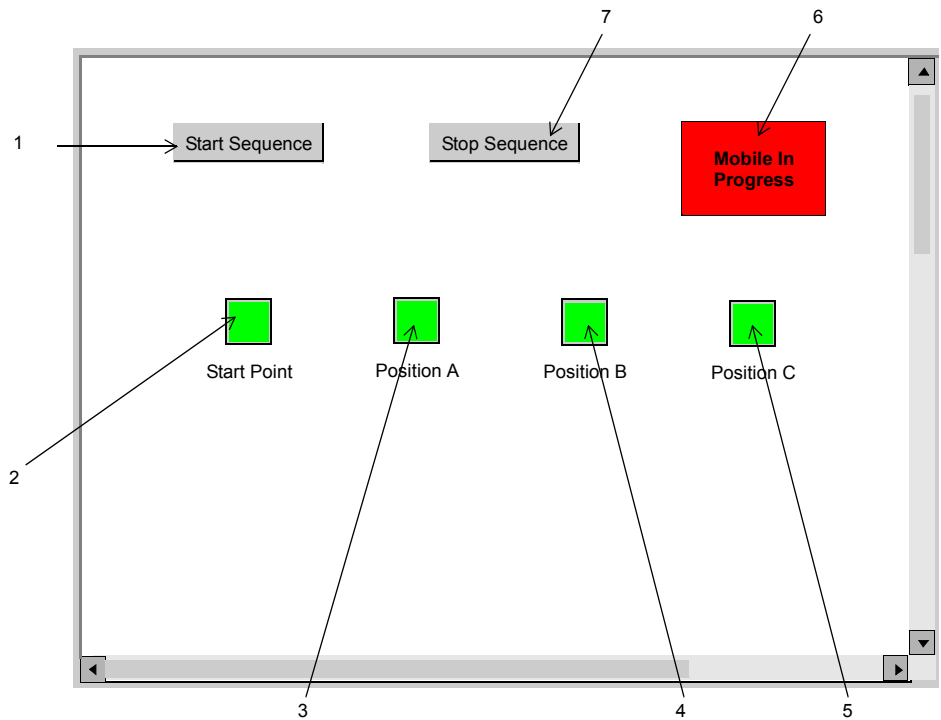 7
6
1
Start Sequence
Stop Sequence
Mobile In
Progress
Start Point
Position A
Position B
Position C
2
3
4
5